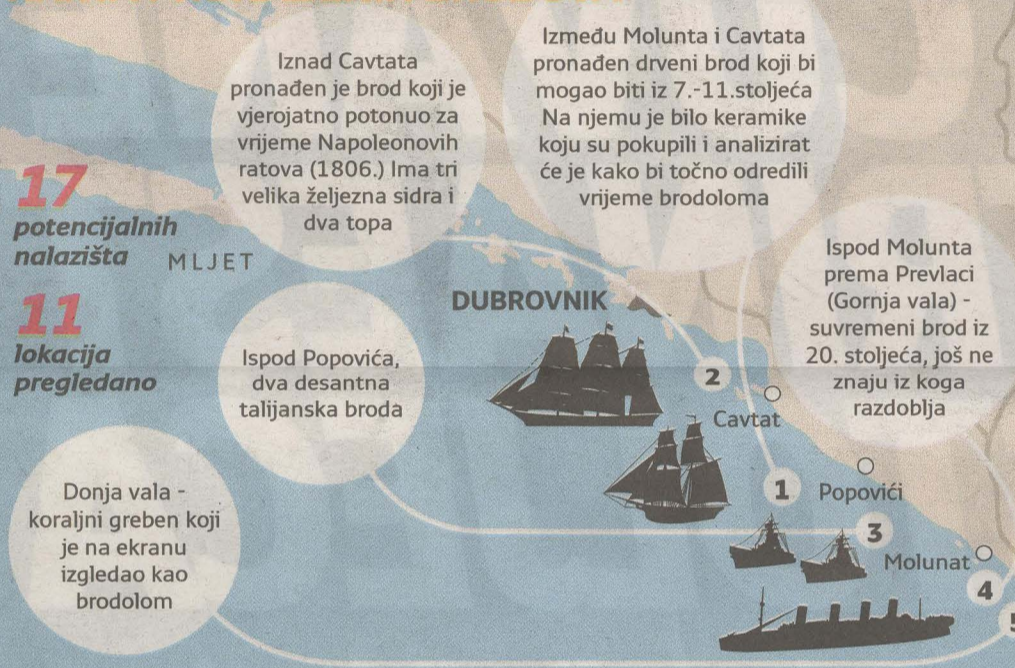 Iznad Cavtata
pronađen je brod koji je
vjerojatno potonuo za
vrijeme Napoleonovih
ratova (1806.) Ima tri
velika željezna sidra i
dva topa
Između Molunta i Cavtata
pronađen drveni brod koji bi
mogao biti iz 7.-11.stoljeća
Na njemu je bilo keramike
koju su pokupili i analizirat
će je kako bi točno odredili
vrijeme brodoloma
17
potencijalnih
nalazišta
MLJET
11
lokacija
pregledano
Ispod Molunta
prema Prevlaci
(Gornja vala) -
suvremeni brod iz
20. stoljeća, još ne
znaju iz koga
razdoblja
DUBROVNIK
Ispod Popovića,
dva desantna
talijanska broda
2
Cavtat
1
Popovići
3
Molunat
4
5
Donja vala -
koraljni greben koji
je na ekranu
izgledao kao
brodolom